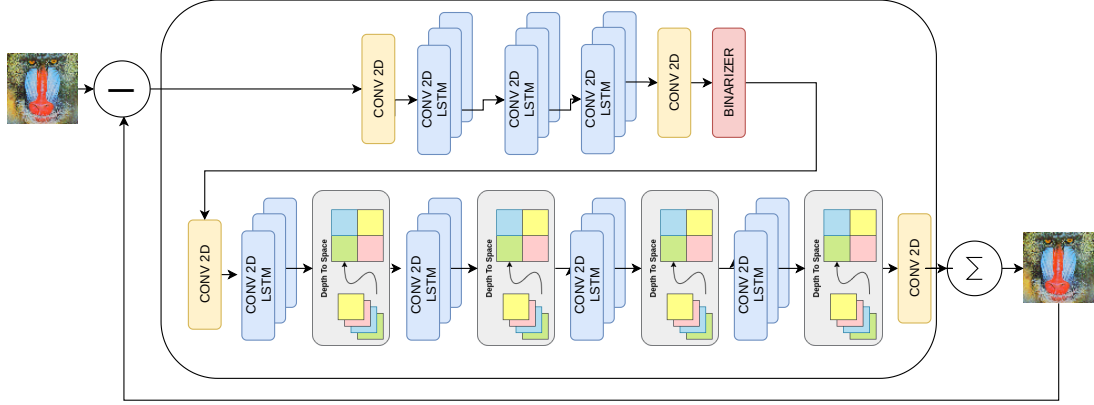 CONV 2D
CONV 2D
LSTM
CONV 2D
LSTM
CONV 2D
LSTM
CONV 2D
BINARIZER
CONV 2D
CONV 2D
LSTM
Depth To Space
CONV 2D
LSTM
Depth To Space
CONV 2D
LSTM
Depth To Space
CONV 2D
LSTM
Depth To Space
CONV 2D
∑